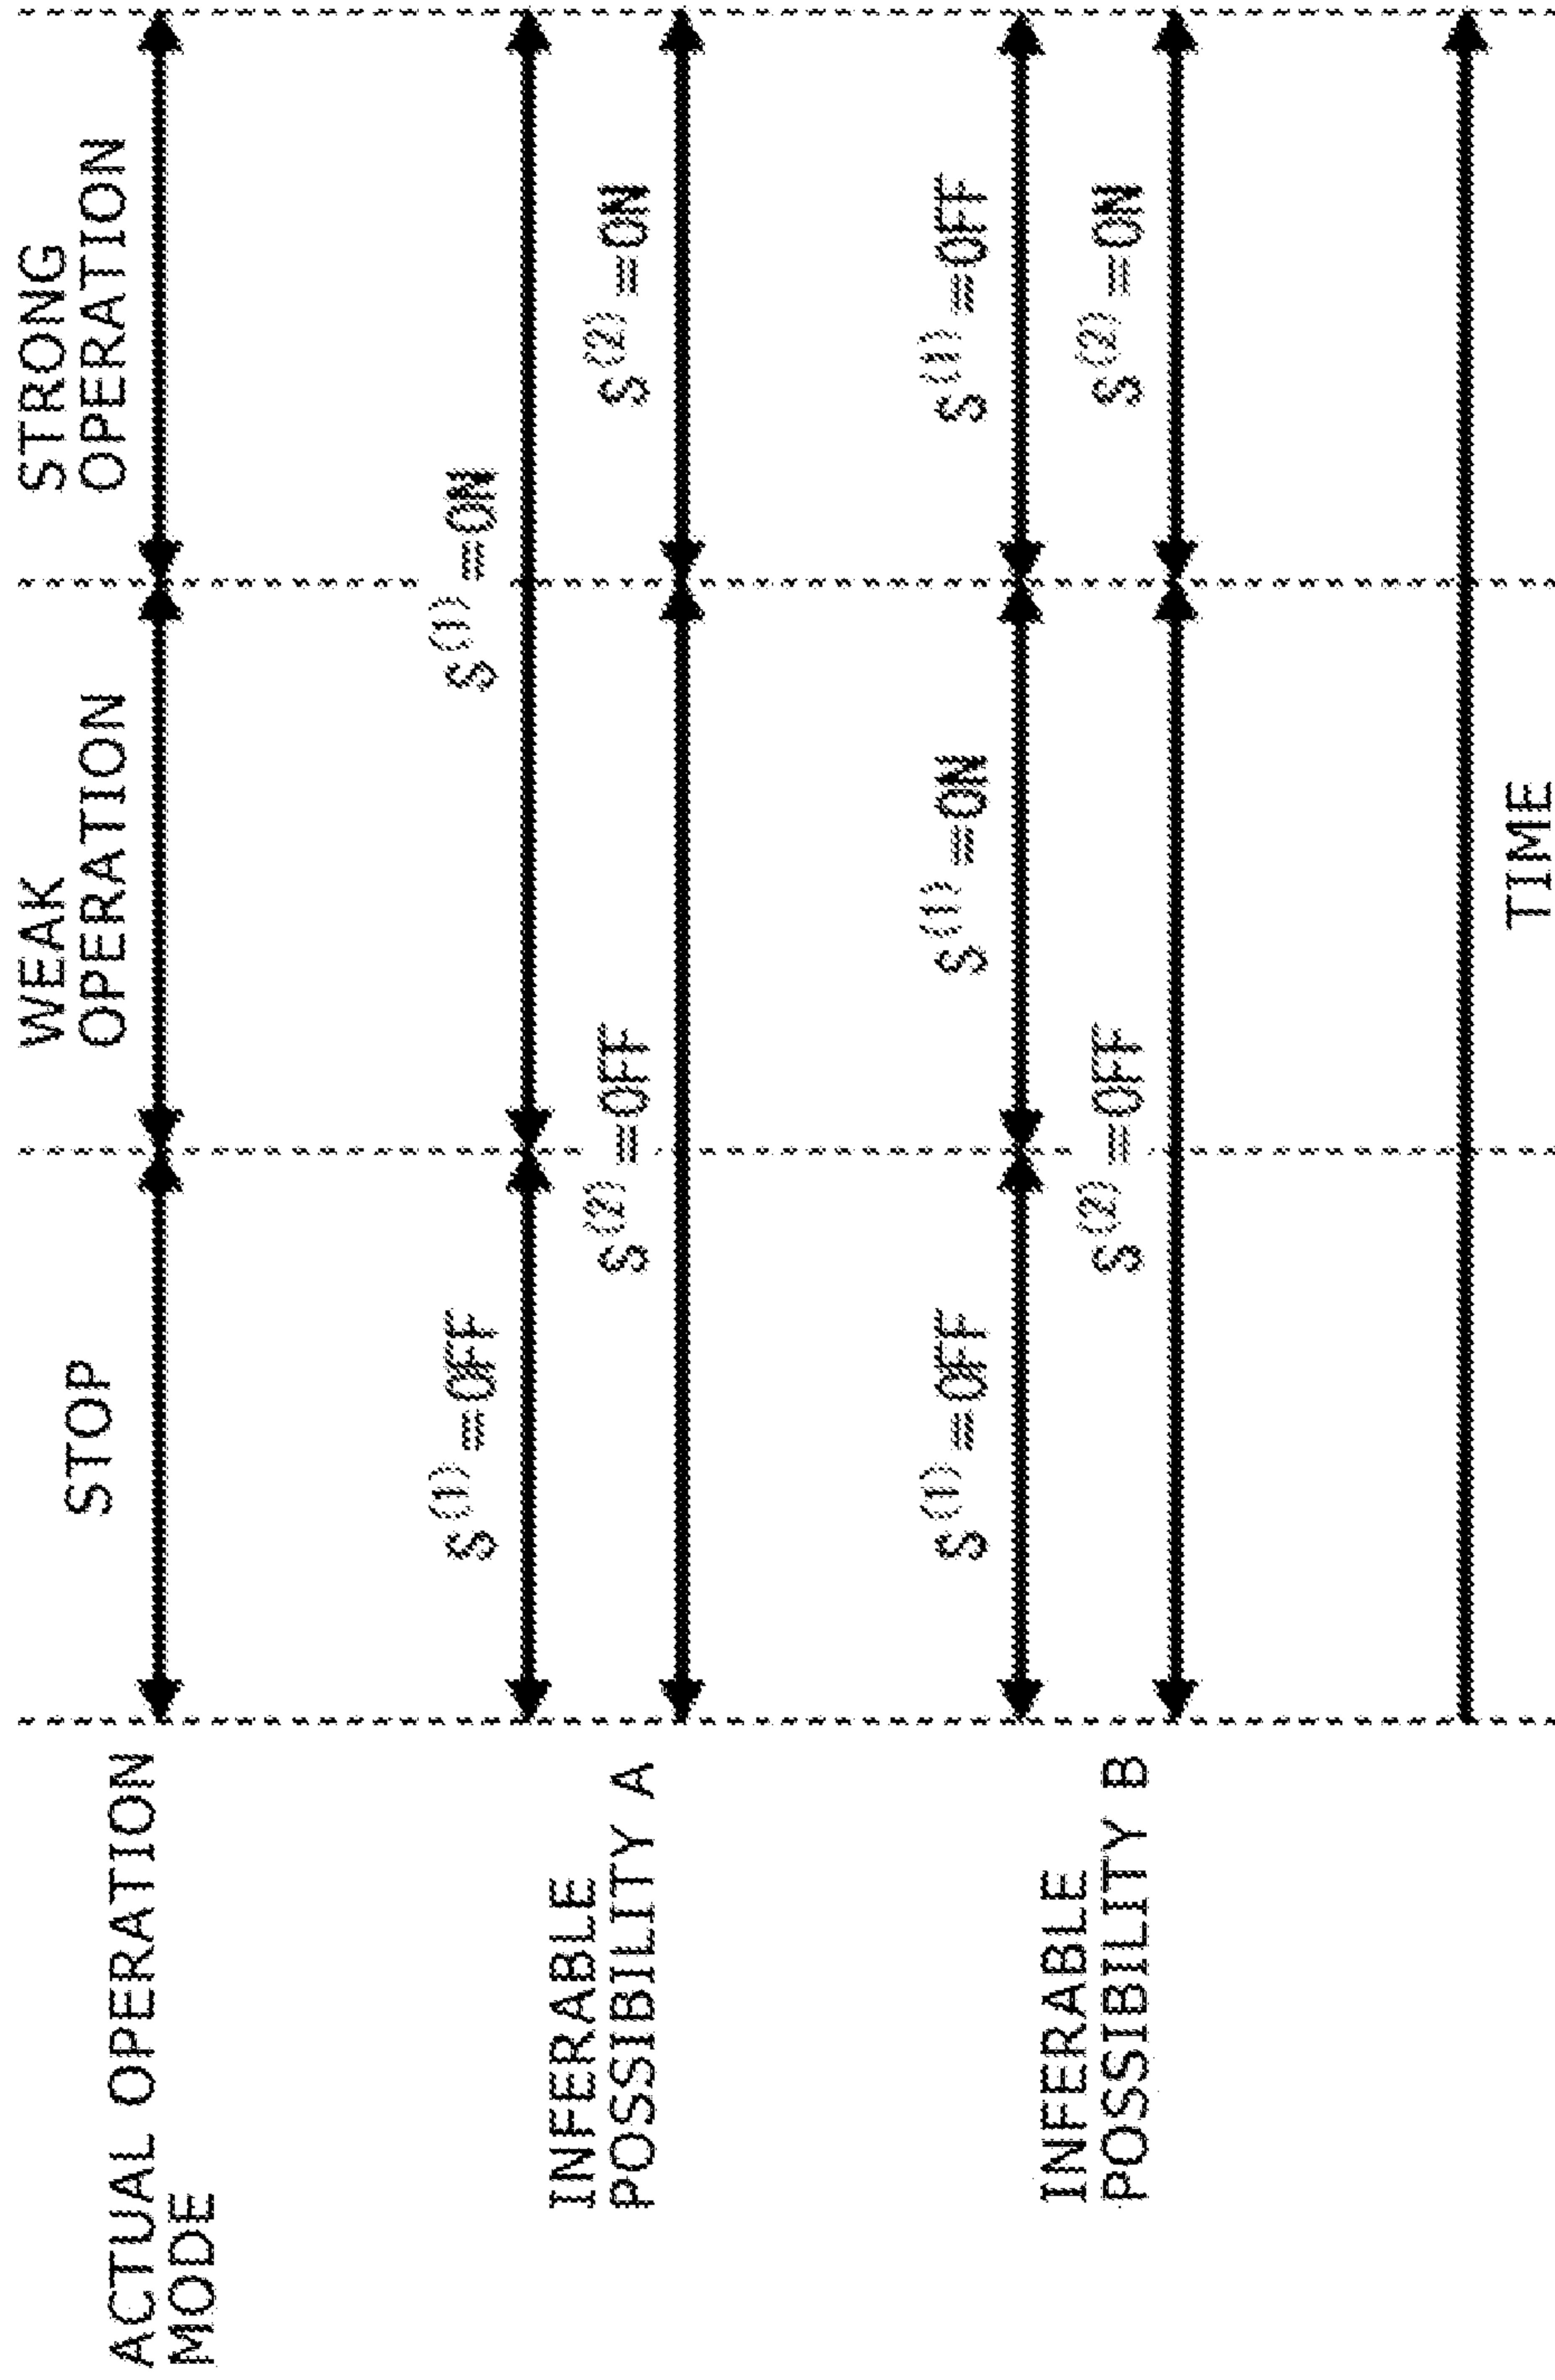 STOP
WEAK
OPERATION
STRONG
OPERATION
ACTUAL OPERATION
MODE
S(1)=OFF
S(1)=ON
INFERABLE
POSSIBILITY A
S(2)=OFF
S(2)=ON
S(1)=OFF
S(1)=ON
S(1)=OFF
INFERABLE
POSSIBILITY B
S(2)=OFF
S(2)=ON
TIME